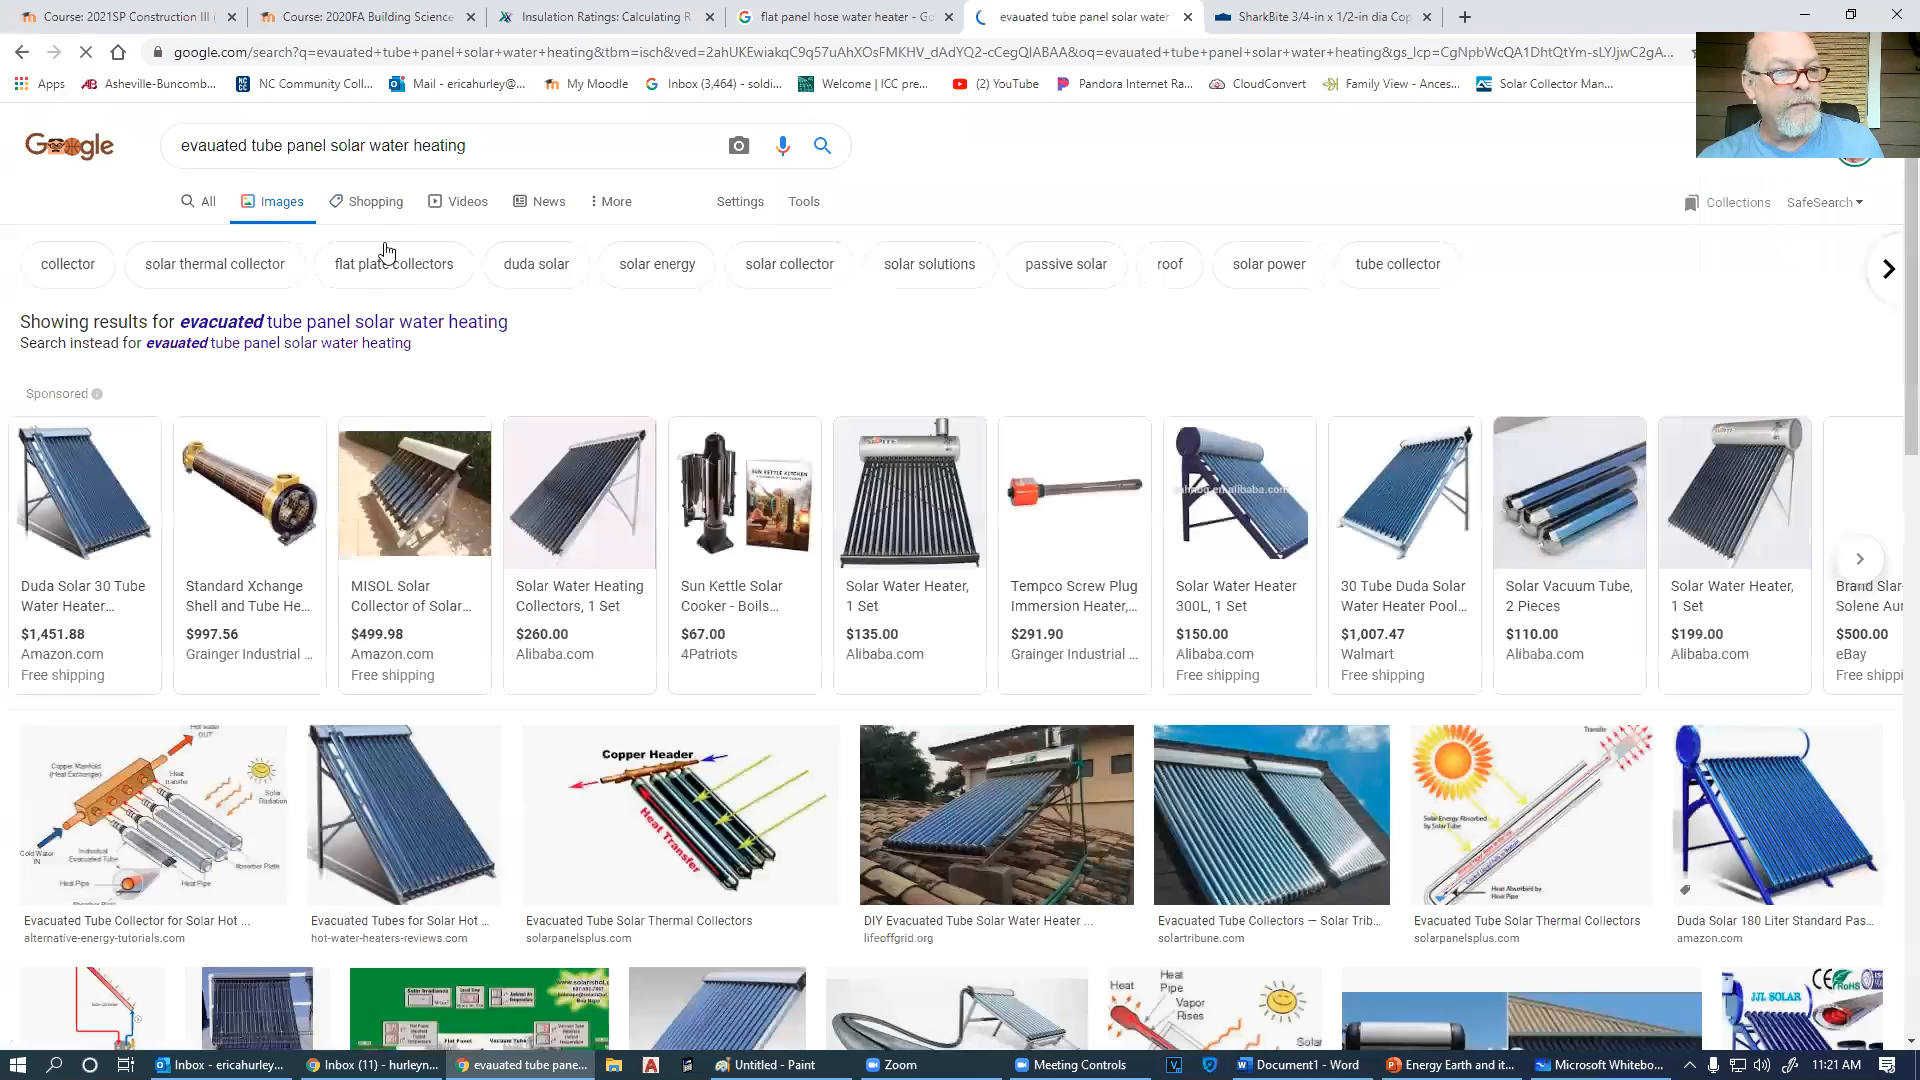 Course: 2021SP Construction III (
Course: 2020FA Building Science
Insulation Ratings: Calculating R
flat panel hose water heater - Go
evauated tube panel solar water
SharkBite 3/4-in x 1/2-in dia Cop
google.com/search?q=evauated+tube+panel+solar+water+heating&tbm=isch&ved=2ahUKEwiakqC9q57uAhXOsFMKHV_dAdYQ2-cCegQIABAA&oq=evauated+tube+panel+solar+water+heating&gs_lcp=CgNpbWcQA1DhtQtYm-sLYJjwC2gA...
Apps
Asheville-Buncomb...
NC Community Coll...
Mail - ericahurley@...
My Moodle
Inbox (3,464) - soldi...
Welcome | ICC pre...
(2) YouTube
Pandora Internet Ra...
CloudConvert
Family View - Ances...
Solar Collector Man...
Google
evauated tube panel solar water heating
All
Images
Shopping
Videos
News
More
Settings
Tools
Collections
SafeSearch
collector
solar thermal collector
flat plate collectors
duda solar
solar energy
solar collector
solar solutions
passive solar
roof
solar power
tube collector
Showing results for evacuated tube panel solar water heating
Search instead for evauated tube panel solar water heating
Sponsored
Duda Solar 30 Tube
Water Heater...
$1,451.88
Amazon.com
Free shipping
Standard Xchange
Shell and Tube He...
$997.56
Grainger Industrial ...
MISOL Solar
Collector of Solar...
$499.98
Amazon.com
Free shipping
Solar Water Heating
Collectors, 1 Set
$260.00
Alibaba.com
SUN KETTLE KITCHEN
Sun Kettle Solar
Cooker - Boils...
$67.00
4Patriots
Solar Water Heater,
1 Set
$135.00
Alibaba.com
Tempco Screw Plug
Immersion Heater,...
$291.90
Grainger Industrial ...
Solar Water Heater
300L, 1 Set
$150.00
Alibaba.com
Free shipping
30 Tube Duda Solar
Water Heater Pool...
$1,007.47
Walmart
Free shipping
Solar Vacuum Tube,
2 Pieces
$110.00
Alibaba.com
Solar Water Heater,
1 Set
$199.00
Alibaba.com
Brand Slar
Solene Au
$500.00
eBay
Free shippi
Hot water
OUT
Copper Manifold
(Heat Exchanger)
Heat
transfer
Solar
Radiation
Cold Water
IN
Individual
Evacuated Tube
Absorber Plate
Heat Pipe
Heat Pipe
Evacuated Tube Collector for Solar Hot ...
alternative-energy-tutorials.com
Evacuated Tubes for Solar Hot ...
hot-water-heaters-reviews.com
Copper Header
Heat Transfer
Evacuated Tube Solar Thermal Collectors
solarpanelsplus.com
DIY Evacuated Tube Solar Water Heater ...
lifeoffgrid.org
Evacuated Tube Collectors — Solar Trib...
solartribune.com
Transfer
Solar Energy Absorbed
by Solar Tube
Heat Absorbed by
Heat Pipe
Evacuated Tube Solar Thermal Collectors
solarpanelsplus.com
Duda Solar 180 Liter Standard Pas...
amazon.com
Flat Panel
Vacuum Tube
Heat
Pipe
Vapor
Rises
Heat
Solar
JJL SOLAR
CE RoHS
Inbox - ericahurley...
Inbox (11) - hurleyn...
evauated tube pane...
Untitled - Paint
Zoom
Meeting Controls
Document1 - Word
Energy Earth and it...
Microsoft Whitebo...
11:21 AM